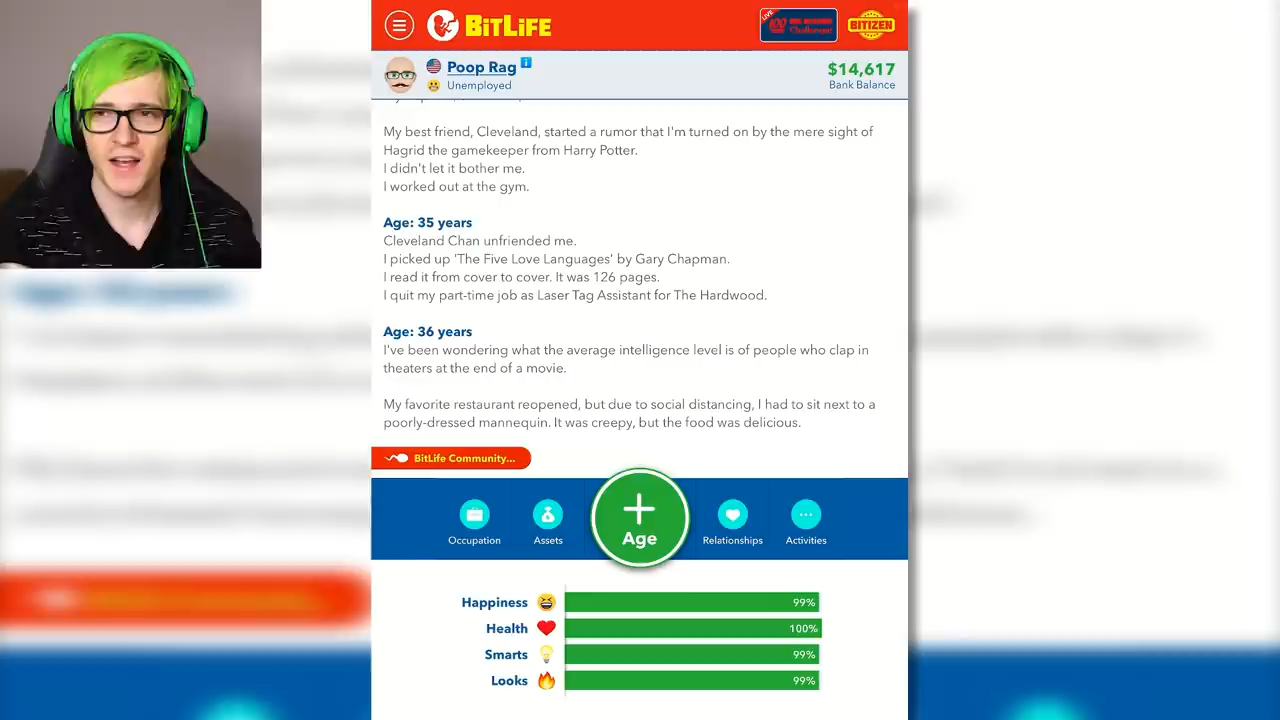 BitLife
LIVE
Challenge!
BITIZEN
Poop Rag
Unemployed
$14,617
Bank Balance
My best friend, Cleveland, started a rumor that I'm turned on by the mere sight of
Hagrid the gamekeeper from Harry Potter.
I didn't let it bother me.
I worked out at the gym.
Age: 35 years
Cleveland Chan unfriended me.
I picked up 'The Five Love Languages' by Gary Chapman.
I read it from cover to cover. It was 126 pages.
I quit my part-time job as Laser Tag Assistant for The Hardwood.
Age: 36 years
I've been wondering what the average intelligence level is of people who clap in
theaters at the end of a movie.
My favorite restaurant reopened, but due to social distancing, I had to sit next to a
poorly-dressed mannequin. It was creepy, but the food was delicious.
BitLife Community...
Occupation
Assets
Age
Relationships
Activities
Happiness 99%
Health 100%
Smarts 99%
Looks 99%